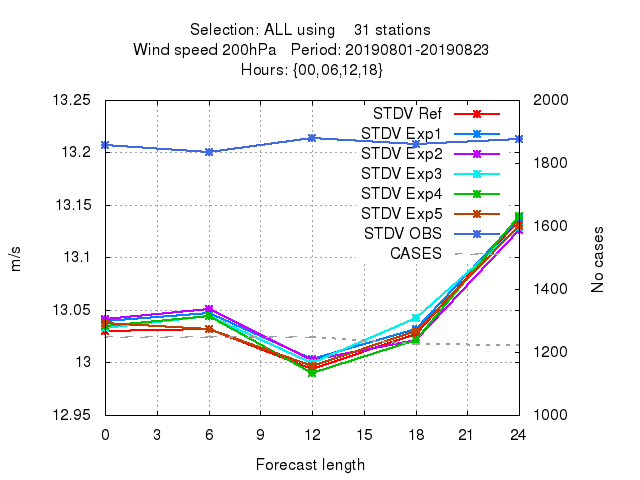 Selection: ALL using    31 stations
Wind speed 200hPa   Period: 20190801-20190823
Hours: {00,06,12,18}
13.25
13.2
13.15
13.1
13.05
13
12.95
m/s
2000
1800
1600
1400
1200
1000
No cases
STDV Ref
STDV Exp1
STDV Exp2
STDV Exp3
STDV Exp4
STDV Exp5
STDV OBS
CASES
0 3 6 9 12 15 18 21 24
Forecast length